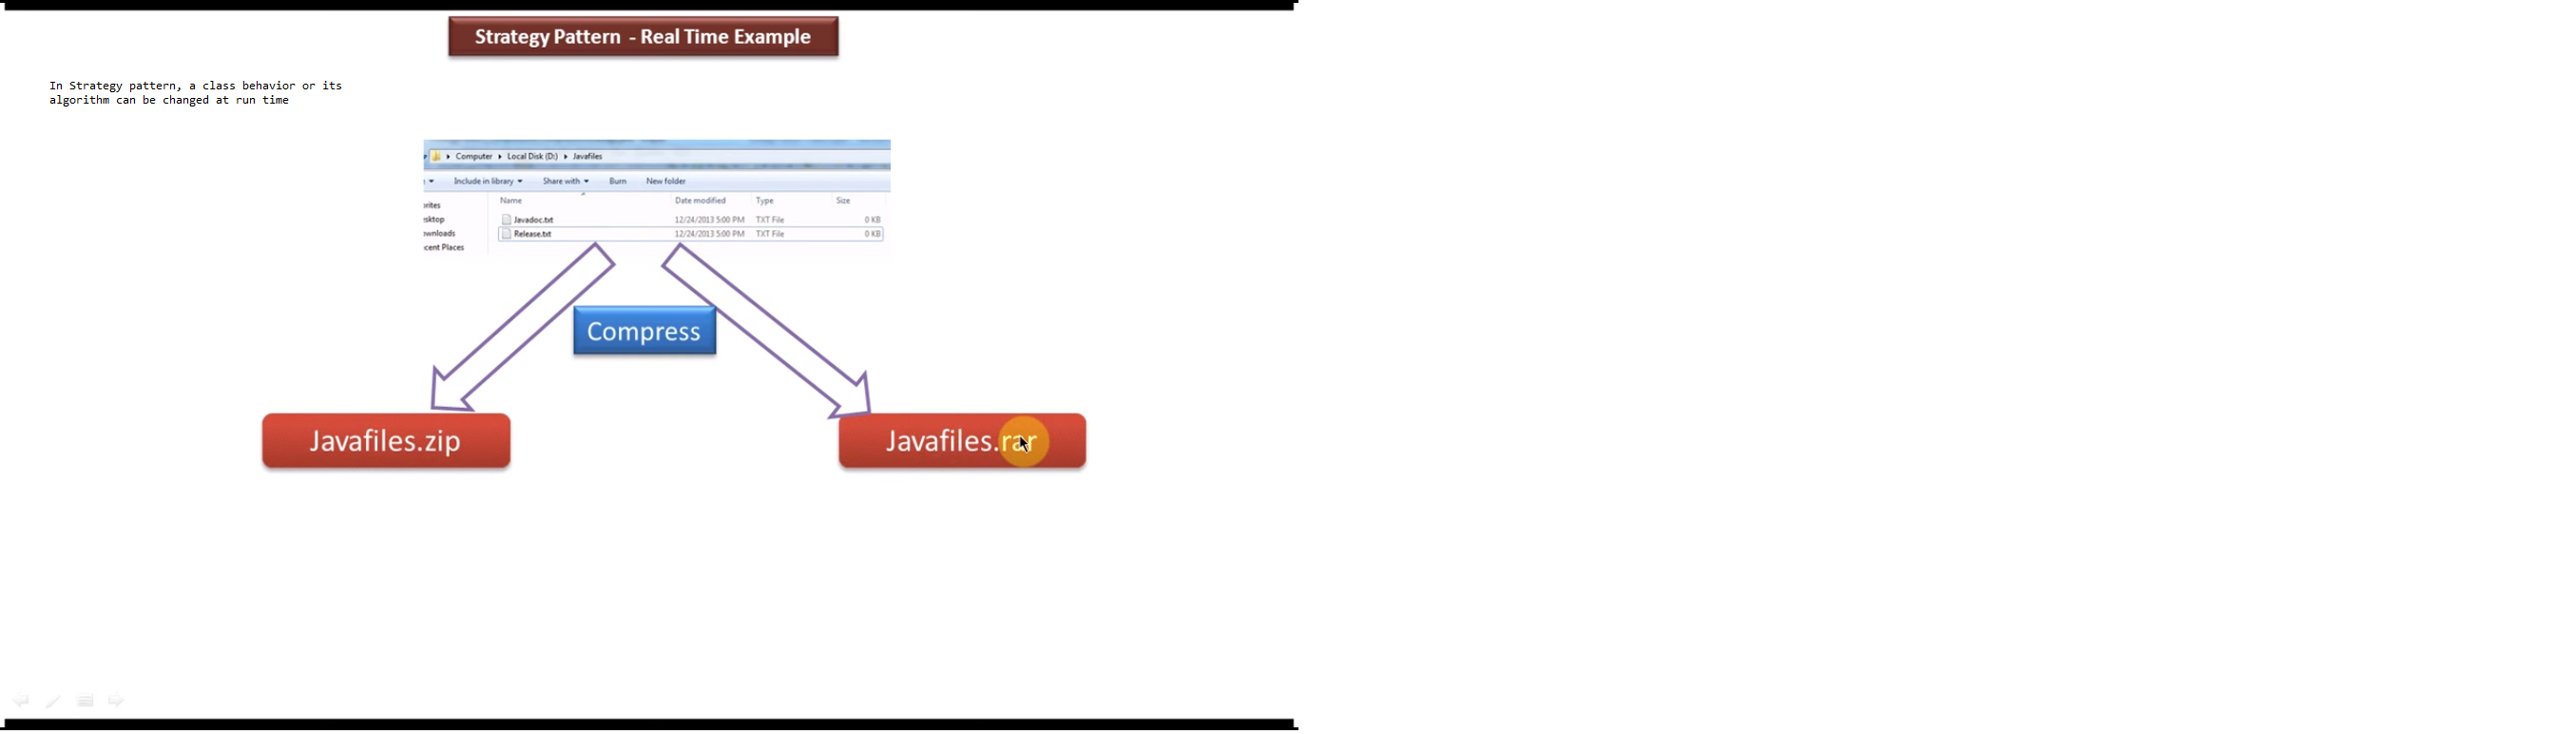 Strategy Pattern - Real Time Example
In Strategy pattern, a class behavior or its
algorithm can be changed at run time
Computer Local Disk (D:) Javafiles
Include in library Share with Burn New folder
Name Date modified Type Size
orites
Javadoc.txt 12/24/2013 5:00 PM TXT File 0 KB
esktop
Release.txt 12/24/2013 5:00 PM TXT File 0 KB
ownloads
cent Places
Compress
Javafiles.zip
Javafiles.rar